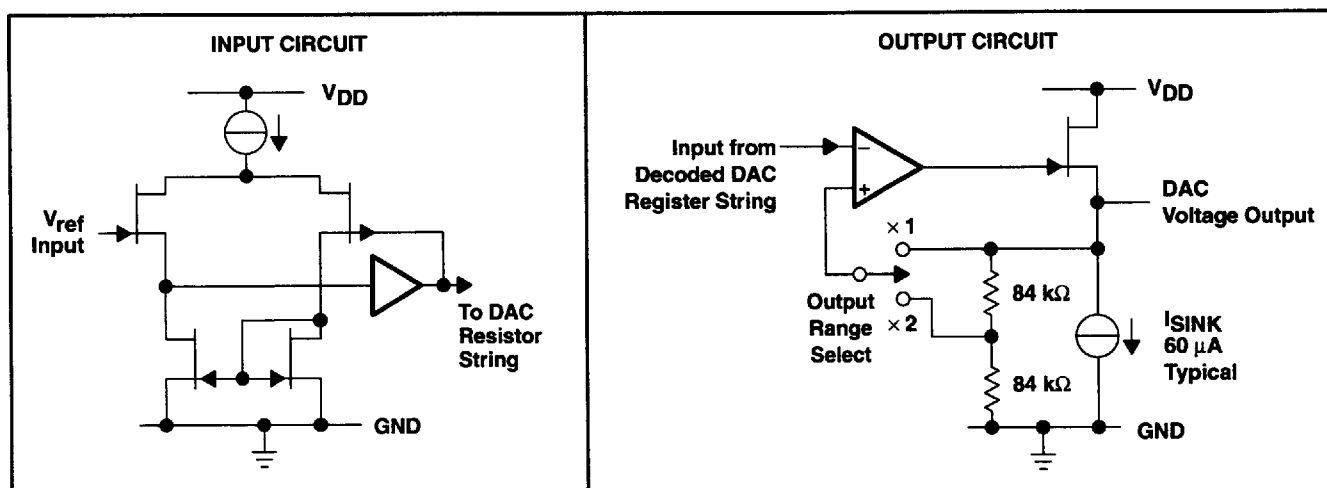 INPUT CIRCUIT
VDD
Vref
Input
To DAC
Resistor
String
GND
OUTPUT CIRCUIT
VDD
Input from
Decoded DAC
Register String
−
+
DAC
Voltage Output
× 1
Output
Range
Select
× 2
84 kΩ
84 kΩ
ISINK
60 μA
Typical
GND